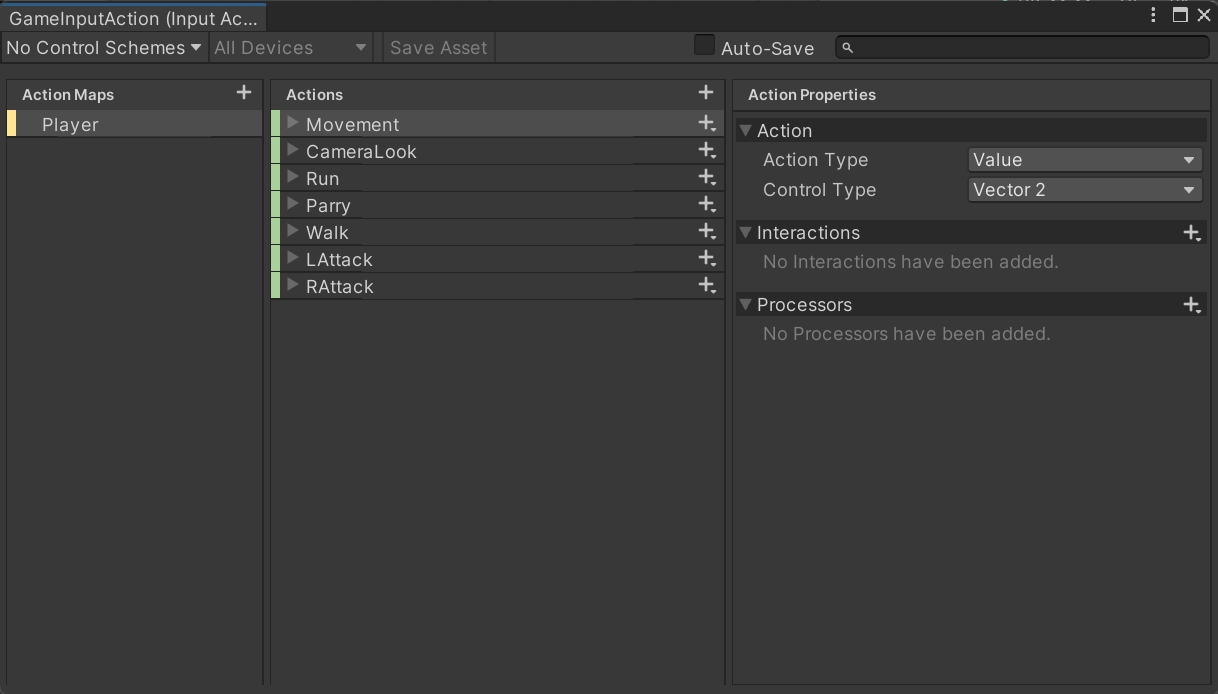 GameInputAction (Input Ac...
No Control Schemes All Devices Save Asset Auto-Save
Action Maps
Player
Actions
Movement
CameraLook
Run
Parry
Walk
LAttack
RAttack
Action Properties
Action
Action Type Value
Control Type Vector 2
Interactions
No Interactions have been added.
Processors
No Processors have been added.